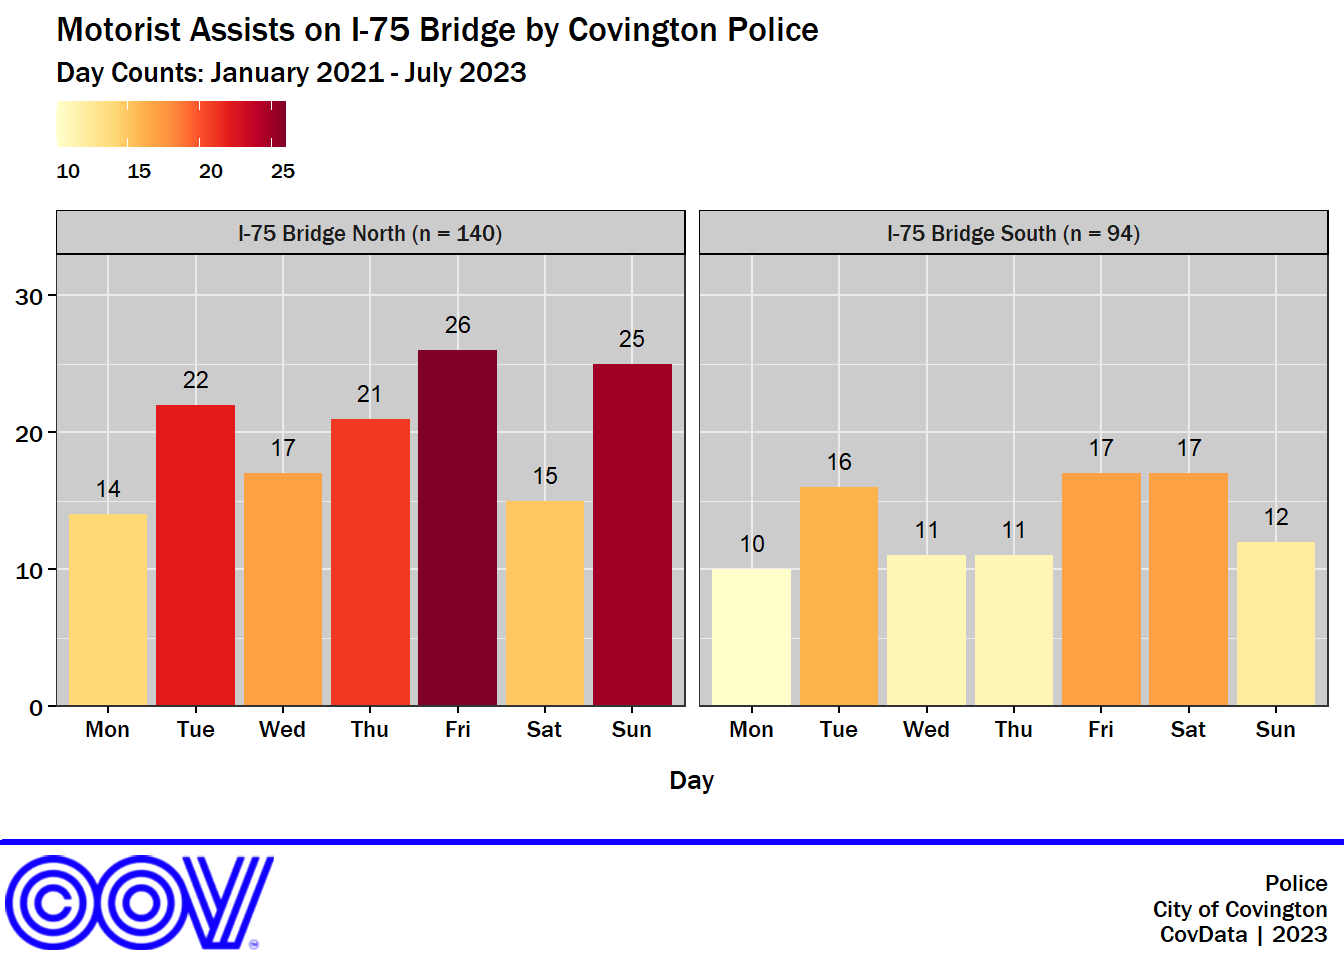 Motorist Assists on I-75 Bridge by Covington Police
Day Counts: January 2021 - July 2023
10 15 20 25
I-75 Bridge North (n = 140)
I-75 Bridge South (n = 94)
30
20
10
0
14 22 17 21 26 15 25
10 16 11 11 17 17 12
Mon Tue Wed Thu Fri Sat Sun
Mon Tue Wed Thu Fri Sat Sun
Day
COV
Police
City of Covington
CovData | 2023